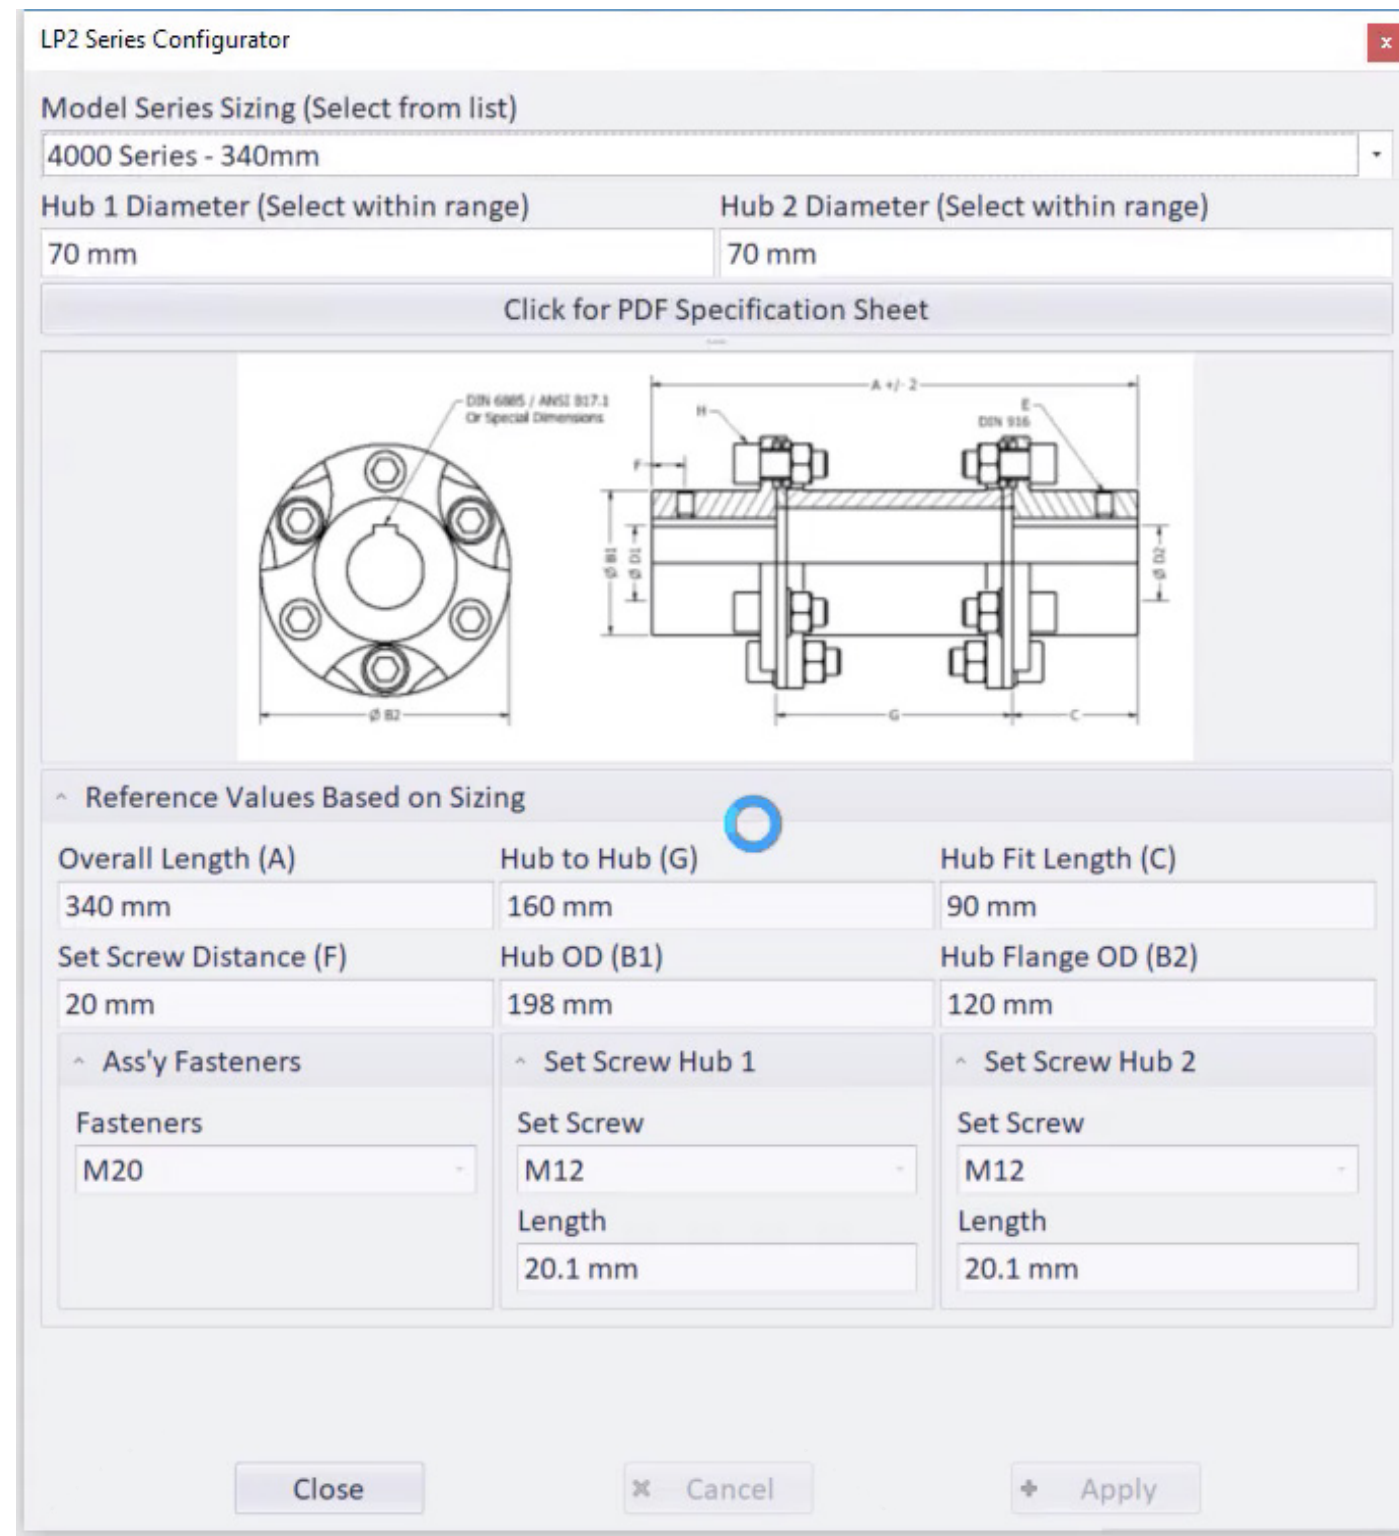 LP2 Series Configurator
x
Model Series Sizing (Select from list)
4000 Series - 340mm
Hub 1 Diameter (Select within range) Hub 2 Diameter (Select within range)
70 mm 70 mm
Click for PDF Specification Sheet
A +/- 2
DIN 6885 / ANSI B17.1
Or Special Dimensions
H E
DIN 916
F
Ø B1 Ø D1 Ø D2
Ø B2 G C
Reference Values Based on Sizing
Overall Length (A) Hub to Hub (G) Hub Fit Length (C)
340 mm 160 mm 90 mm
Set Screw Distance (F) Hub OD (B1) Hub Flange OD (B2)
20 mm 198 mm 120 mm
Ass'y Fasteners Set Screw Hub 1 Set Screw Hub 2
Fasteners Set Screw Set Screw
M20 M12 M12
Length Length
20.1 mm 20.1 mm
Close Cancel Apply